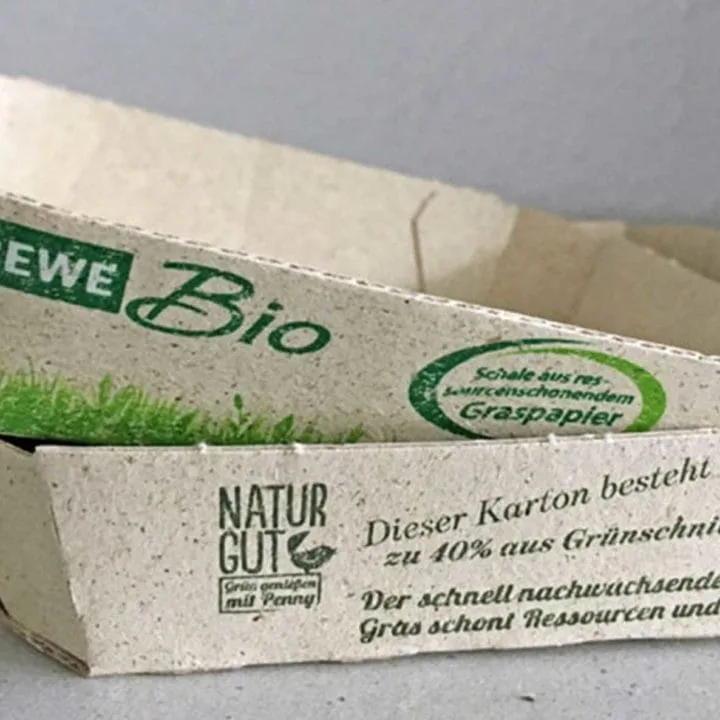 EWE Bio
Schale aus res-
sourcenschonendem
Graspapier
NATUR
GUT
Grün genießen
mit Penny
Dieser Karton besteht
zu 40% aus Grünschni
Der schnell nachwachsende
Gras schont Ressourcen und